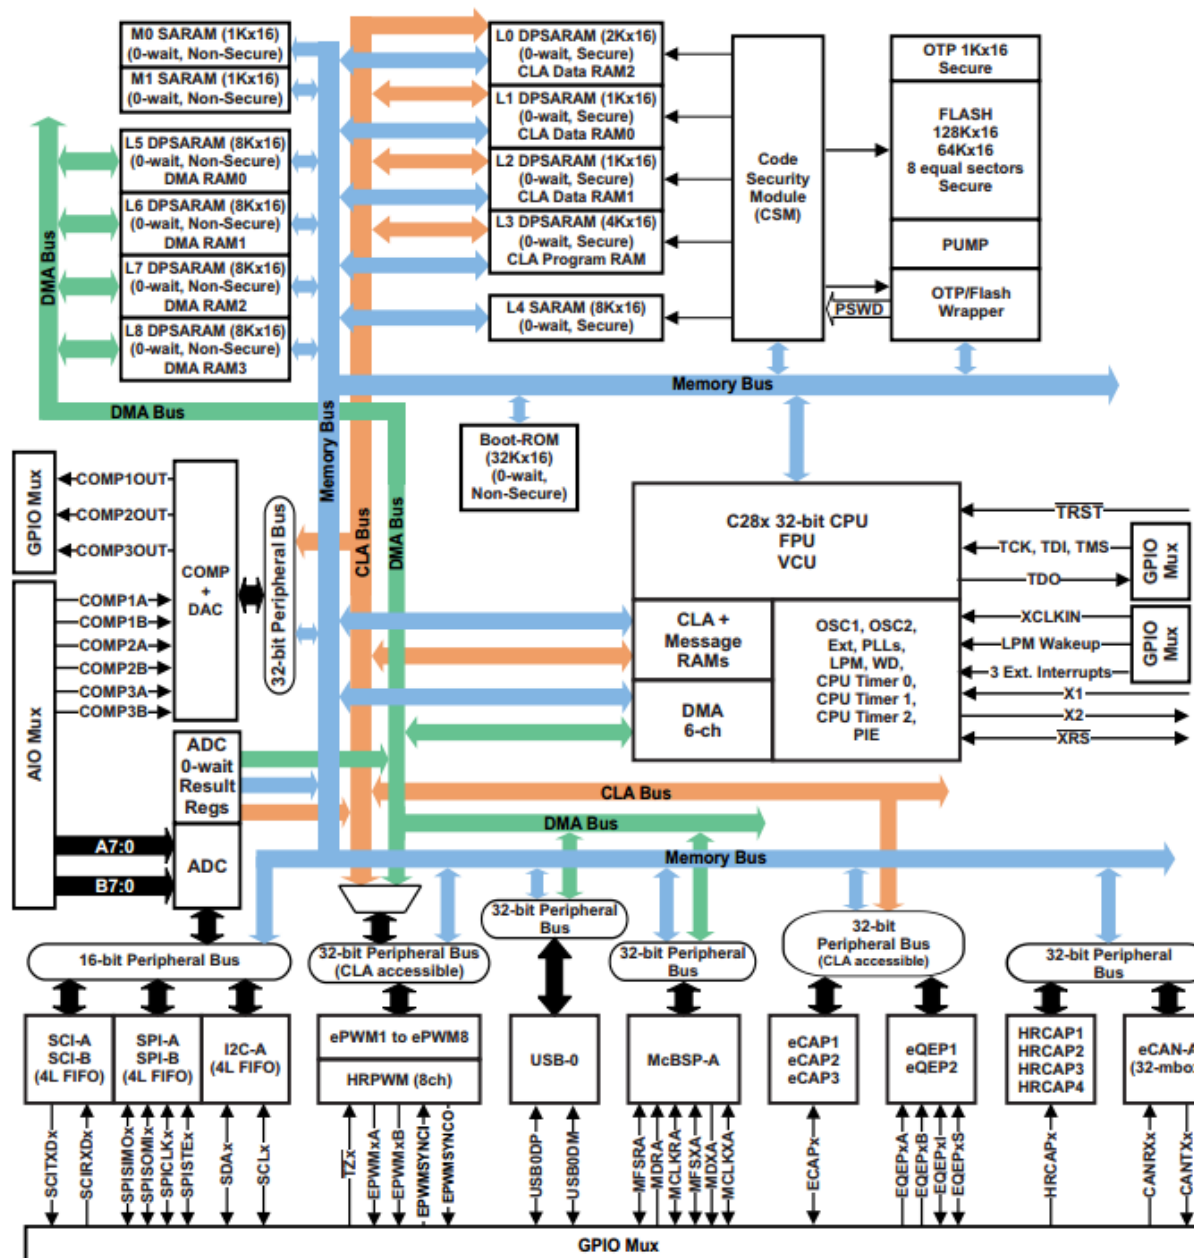 M0 SARAM (1Kx16)
(0-wait, Non-Secure)
M1 SARAM (1Kx16)
(0-wait, Non-Secure)
L5 DPSARAM (8Kx16)
(0-wait, Non-Secure)
DMA RAM0
L6 DPSARAM (8Kx16)
(0-wait, Non-Secure)
DMA RAM1
L7 DPSARAM (8Kx16)
(0-wait, Non-Secure)
DMA RAM2
L8 DPSARAM (8Kx16)
(0-wait, Non-Secure)
DMA RAM3
DMA Bus
DMA Bus
L0 DPSARAM (2Kx16)
(0-wait, Secure)
CLA Data RAM2
L1 DPSARAM (1Kx16)
(0-wait, Secure)
CLA Data RAM0
L2 DPSARAM (1Kx16)
(0-wait, Secure)
CLA Data RAM1
L3 DPSARAM (4Kx16)
(0-wait, Secure)
CLA Program RAM
L4 SARAM (8Kx16)
(0-wait, Secure)
Code
Security
Module
(CSM)
OTP 1Kx16
Secure
FLASH
128Kx16
64Kx16
8 equal sectors
Secure
PUMP
OTP/Flash
Wrapper
PSWD
Memory Bus
Memory Bus
CLA Bus
DMA Bus
Boot-ROM
(32Kx16)
(0-wait,
Non-Secure)
GPIO Mux
COMP1OUT
COMP2OUT
COMP3OUT
COMP
+
DAC
32-bit Peripheral Bus
AIO Mux
COMP1A
COMP1B
COMP2A
COMP2B
COMP3A
COMP3B
ADC
0-wait
Result
Regs
A7:0
ADC
B7:0
C28x 32-bit CPU
FPU
VCU
CLA +
Message
RAMs
DMA
6-ch
OSC1, OSC2,
Ext, PLLs,
LPM, WD,
CPU Timer 0,
CPU Timer 1,
CPU Timer 2,
PIE
TRST
TCK, TDI, TMS
TDO
GPIO
Mux
XCLKIN
LPM Wakeup
3 Ext. Interrupts
GPIO
Mux
X1
X2
XRS
CLA Bus
DMA Bus
Memory Bus
16-bit Peripheral Bus
32-bit Peripheral Bus
(CLA accessible)
32-bit Peripheral
Bus
32-bit Peripheral
Bus
32-bit
Peripheral Bus
(CLA accessible)
32-bit Peripheral
Bus
SCI-A
SCI-B
(4L FIFO)
SPI-A
SPI-B
(4L FIFO)
I2C-A
(4L FIFO)
ePWM1 to ePWM8
HRPWM (8ch)
USB-0
McBSP-A
eCAP1
eCAP2
eCAP3
eQEP1
eQEP2
HRCAP1
HRCAP2
HRCAP3
HRCAP4
eCAN-A
(32-mbox
SCITXDx
SCIRXDx
SPISIMOx
SPISOMIx
SPICLKx
SPISTEx
SDAx
SCLx
TZx
EPWMxA
EPWMxB
EPWMSYNCI
EPWMSYNCO
USB0DP
USB0DM
MFSRA
MDRA
MCLKRA
MFSXA
MDXA
MCLKXA
ECAPx
EQEPxA
EQEPxB
EQEPxI
EQEPxS
HRCAPx
CANRXx
CANTXx
GPIO Mux